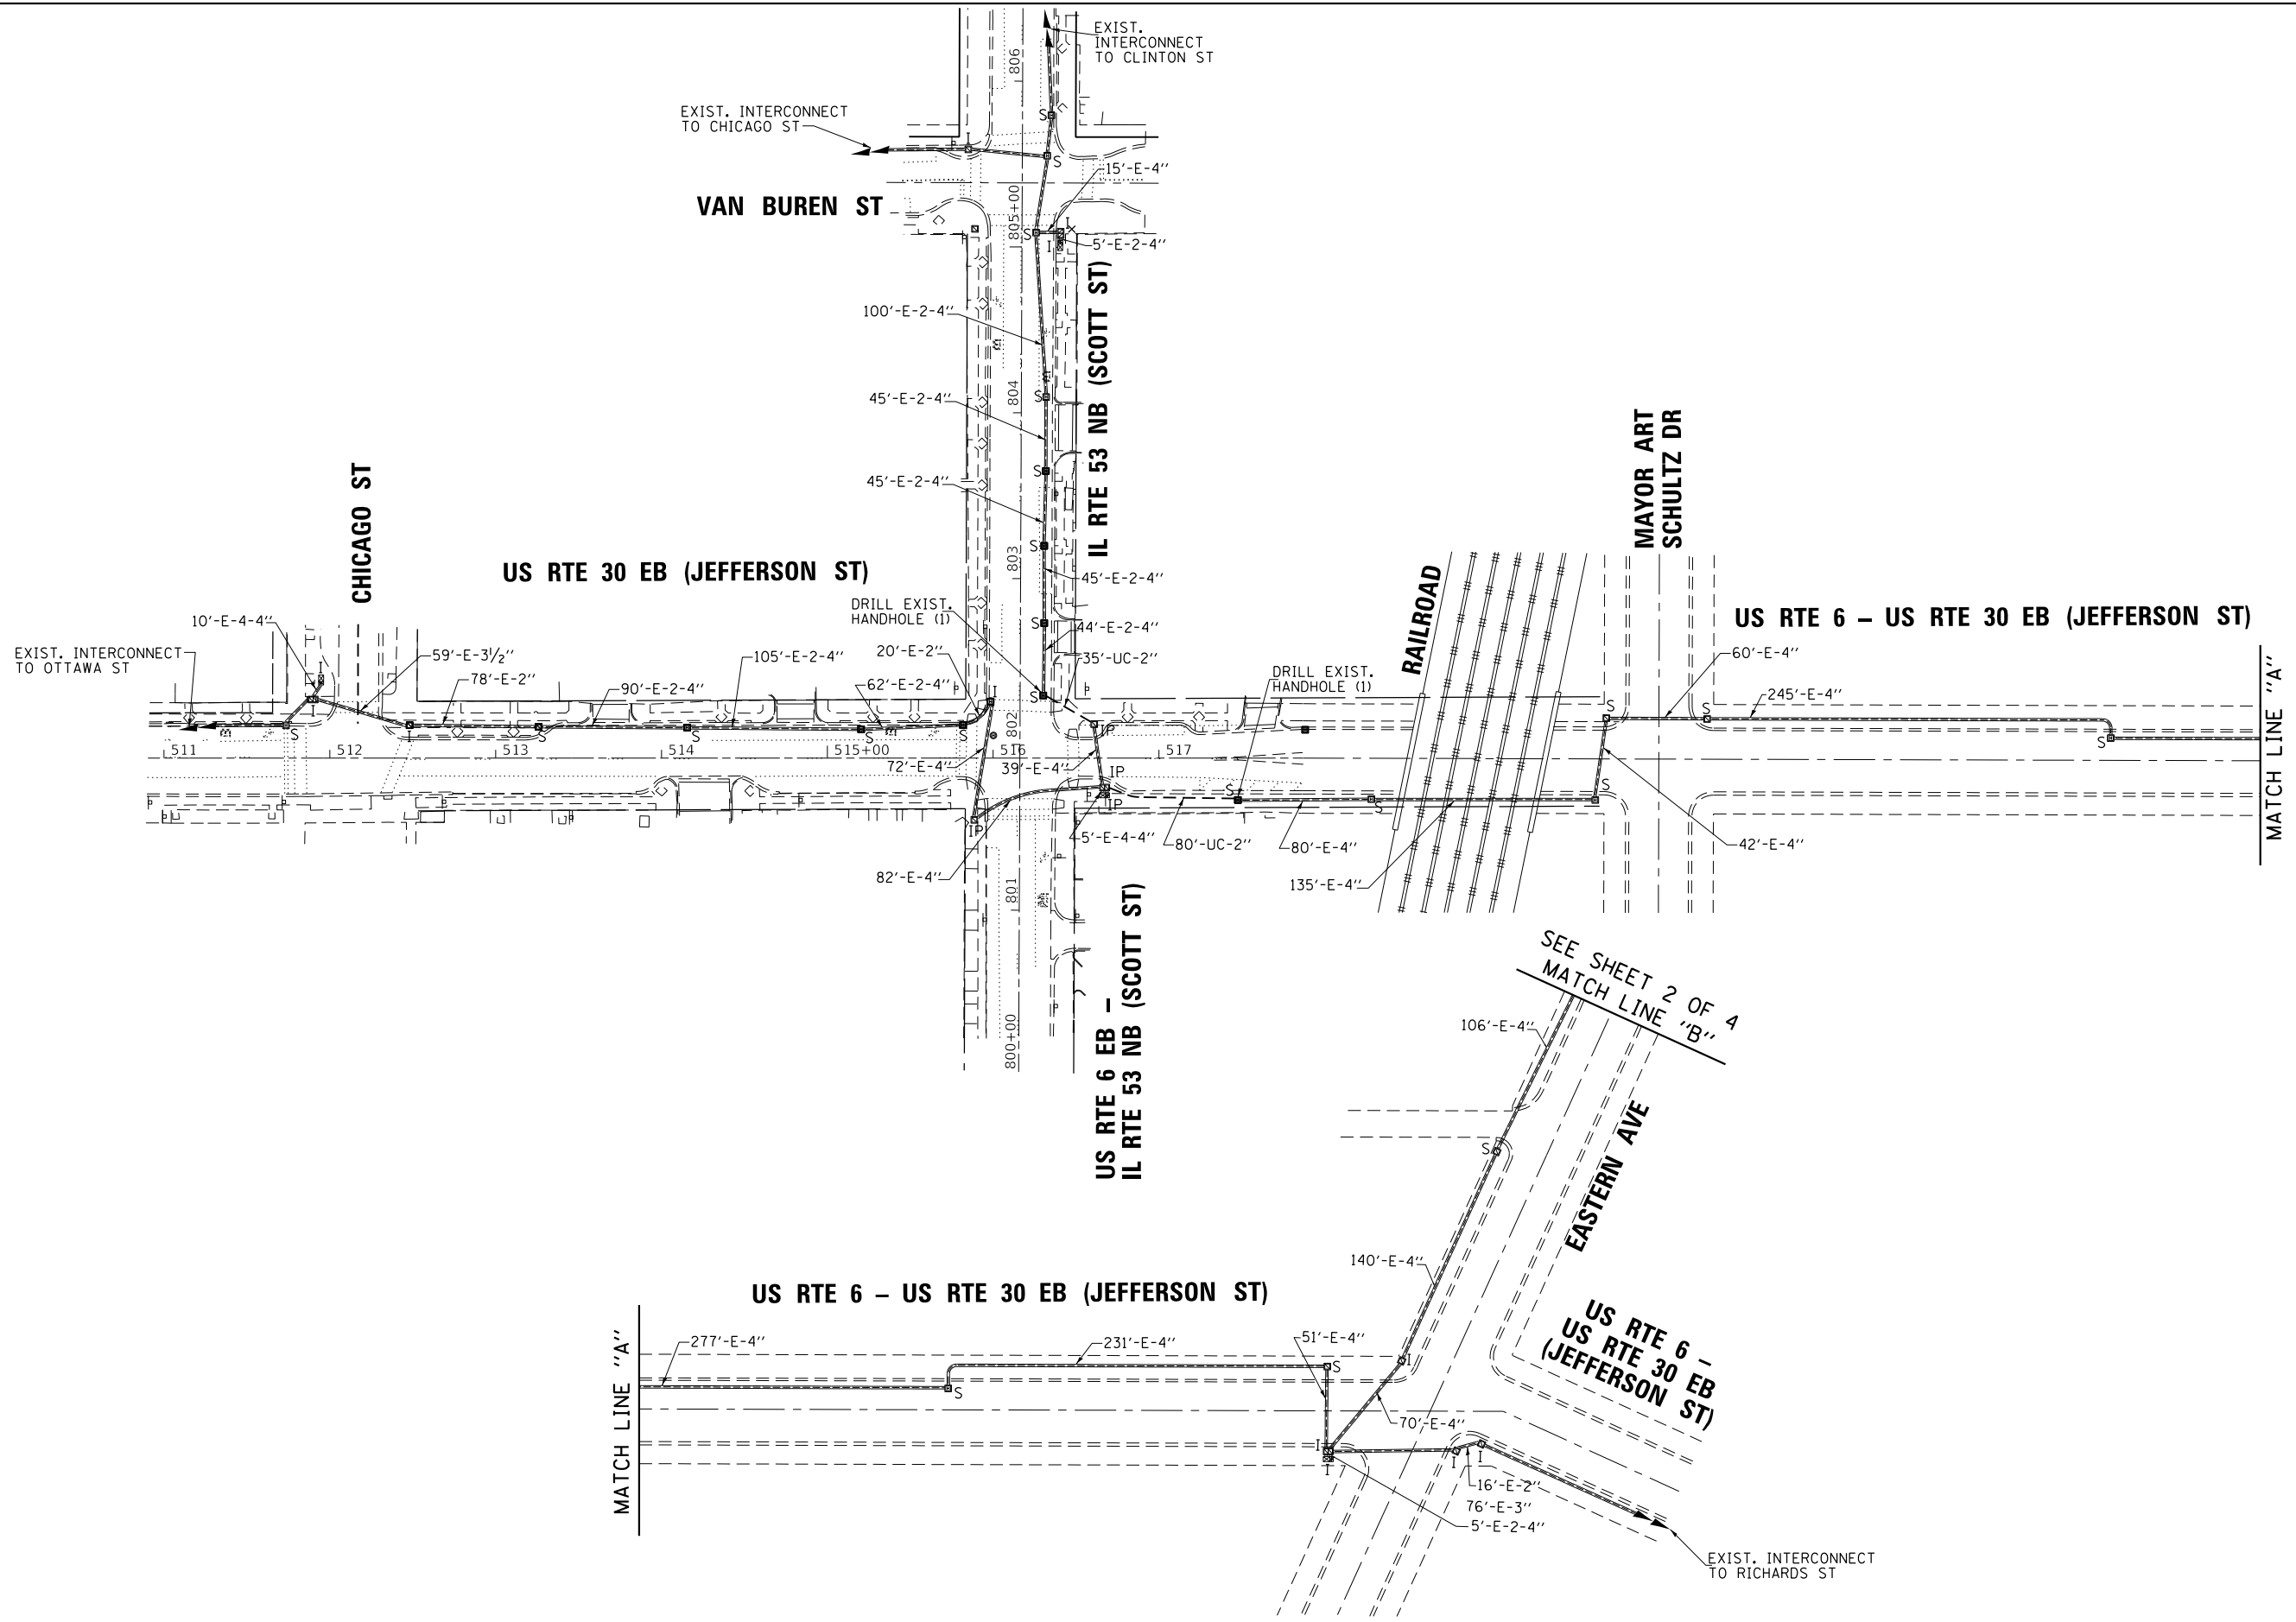 EXIST.
INTERCONNECT
TO CLINTON ST
806
EXIST. INTERCONNECT
TO CHICAGO ST
I
S
S
15'-E-4"
VAN BUREN ST
805+00
S
I
I
5'-E-2-4"
IL RTE 53 NB (SCOTT ST)
100'-E-2-4"
804
S
45'-E-2-4"
S
45'-E-2-4"
803
S
45'-E-2-4"
CHICAGO ST
US RTE 30 EB (JEFFERSON ST)
DRILL EXIST.
HANDHOLE (1)
44'-E-2-4"
MAYOR ART
SCHULTZ DR
RAILROAD
US RTE 6 – US RTE 30 EB (JEFFERSON ST)
10'-E-4-4"
EXIST. INTERCONNECT
TO OTTAWA ST
59'-E-3½"
78'-E-2"
90'-E-2-4"
105'-E-2-4"
20'-E-2"
62'-E-2-4"
35'-UC-2"
DRILL EXIST.
HANDHOLE (1)
60'-E-4"
245'-E-4"
MATCH LINE "A"
I
I
S
I
S
S
S
S
I
S
802
IP
S
S
S
511
512
513
514
515+00
516
517
72'-E-4"
39'-E-4"
IP
IP
IP
S
S
S
5'-E-4-4"
80'-UC-2"
80'-E-4"
42'-E-4"
82'-E-4"
135'-E-4"
801
800+00
US RTE 6 EB –
IL RTE 53 NB (SCOTT ST)
SEE SHEET 2 OF 4
MATCH LINE "B"
106'-E-4"
S
EASTERN AVE
140'-E-4"
US RTE 6 – US RTE 30 EB (JEFFERSON ST)
US RTE 6 –
US RTE 30 EB
(JEFFERSON ST)
MATCH LINE "A"
277'-E-4"
231'-E-4"
51'-E-4"
S
S
I
70'-E-4"
I
I
I
I
16'-E-2"
76'-E-3"
5'-E-2-4"
EXIST. INTERCONNECT
TO RICHARDS ST